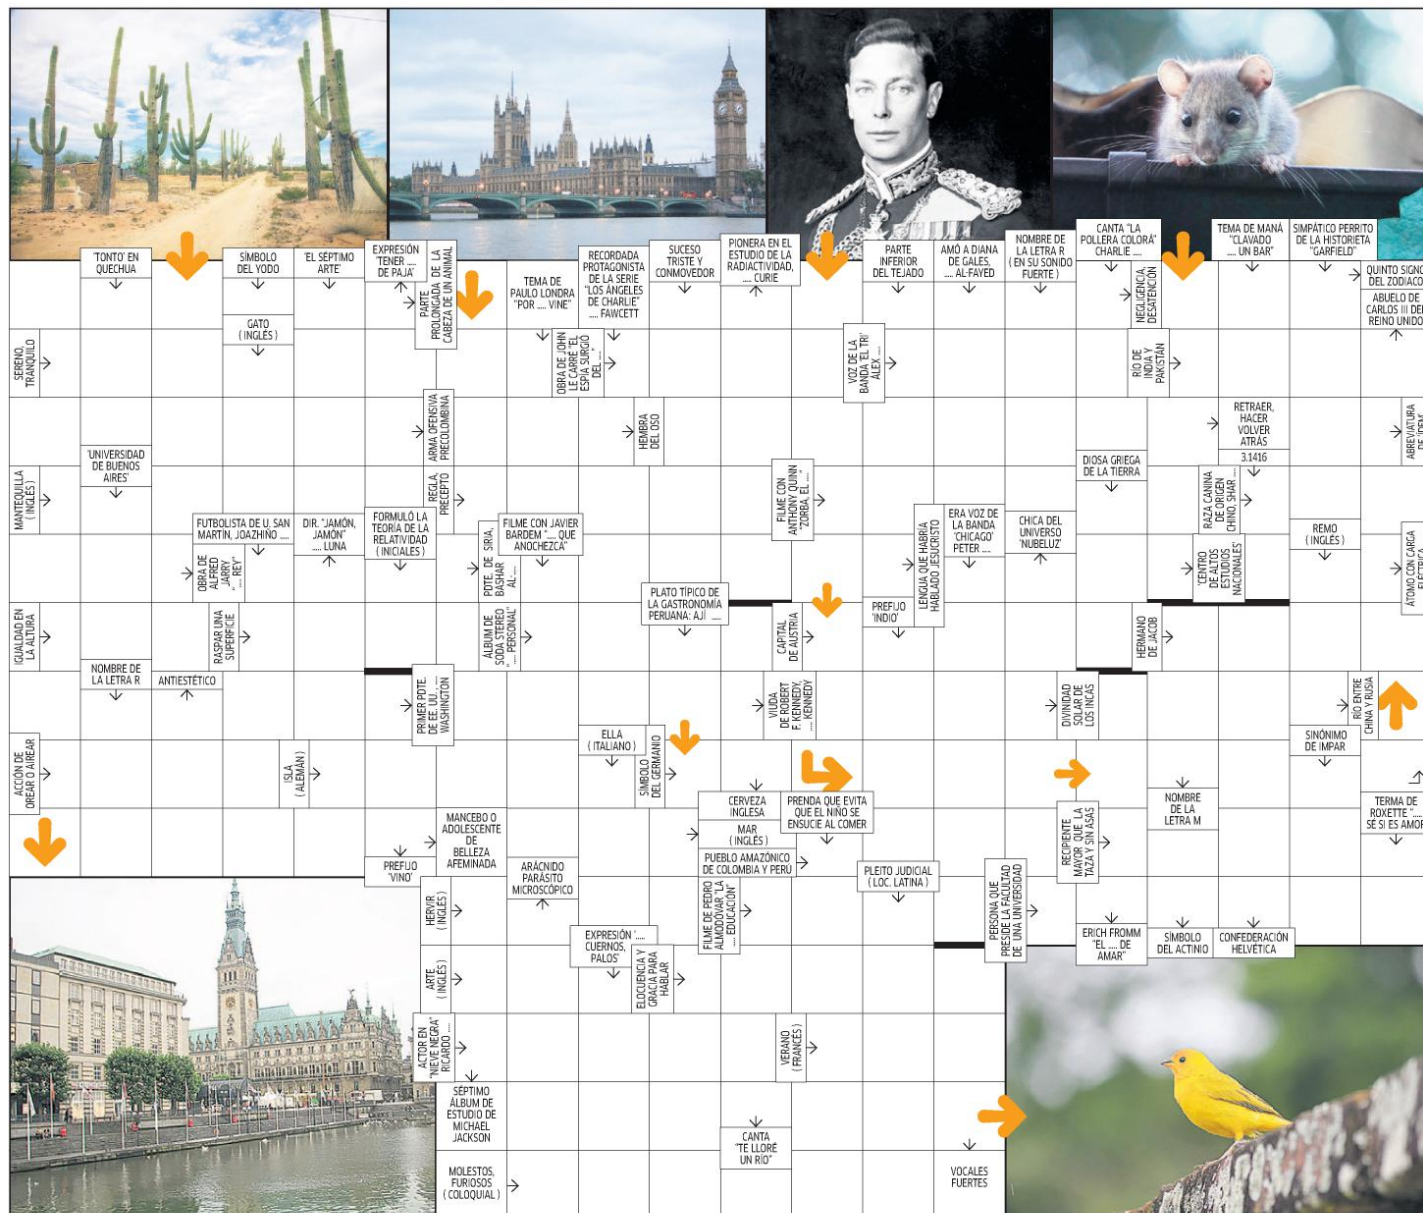 'TONTO' EN
QUECHUA
SÍMBOLO
DEL YODO
'EL SÉPTIMO
ARTE'
EXPRESIÓN
'TENER .....
DE PAJA'
PARTE
PROLONGADA DE LA
CABEZA DE UN ANIMAL
TEMA DE
PAULO LONDRA
"POR ..... VINE"
RECORDADA
PROTAGONISTA
DE LA SERIE
"LOS ÁNGELES
DE CHARLIE"
..... FAWCETT
SUCESO
TRISTE Y
CONMOVEDOR
PIONERA EN EL
ESTUDIO DE LA
RADIACTIVIDAD,
..... CURIE
PARTE
INFERIOR
DEL TEJADO
AMÓ A DIANA
DE GALES,
..... AL-FAYED
NOMBRE DE
LA LETRA R
( EN SU SONIDO
FUERTE )
CANTA "LA
POLLERA COLORÁ"
CHARLIE .....
NEGLIGENCIA,
DESATENCIÓN
TEMA DE MANÁ
"CLAVADO
..... UN BAR"
SIMPÁTICO PERRITO
DE LA HISTORIETA
"GARFIELD"
QUINTO SIGNO
DEL ZODIACO
ABUELO DE
CARLOS III DEL
REINO UNIDO
GATO
( INGLÉS )
SERENO,
TRANQUILO
OBRA DE JOHN
LE CARRÉ "EL
ESPÍA SURGIÓ
DEL ....."
VOZ DE LA
BANDA 'EL TRI'
ÁLEX .....
RÍO DE
INDIA Y
PAKISTÁN
ARMA OFENSIVA
PRECOLOMBINA
HEMBRA
DEL OSO
RETRAER,
HACER
VOLVER
ATRÁS
3.1416
ABREVIATURA
DE 'ÍDEM'
'UNIVERSIDAD
DE BUENOS
AIRES'
DIOSA GRIEGA
DE LA TIERRA
MANTEQUILLA
( INGLÉS )
REGLA,
PRECEPTO
FILME CON
ANTHONY QUINN
"ZORBA, EL ....."
RAZA CANINA
DE ORIGEN
CHINO, SHAR .....
FUTBOLISTA DE U. SAN
MARTÍN, JOAZHIÑO .....
DIR. "JAMÓN,
JAMÓN"
..... LUNA
FORMULÓ LA
TEORÍA DE LA
RELATIVIDAD
( INICIALES )
FILME CON JAVIER
BARDEM "..... QUE
ANOCHEZCA"
ERA VOZ DE
LA BANDA
'CHICAGO'
PETER .....
CHICA DEL
UNIVERSO
'NUBELUZ'
REMO
( INGLÉS )
OBRA DE
ALFRED
JARRY
"..... REY"
PDTE. DE SIRIA,
BASHAR
AL-.....
LENGUA QUE HABRÍA
HABLADO JESUCRISTO
'CENTRO
DE ALTOS
ESTUDIOS
NACIONALES'
ÁTOMO CON CARGA
ELÉCTRICA
PLATO TÍPICO DE
LA GASTRONOMÍA
PERUANA: AJÍ .....
PREFIJO
'INDIO'
IGUALDAD EN
LA ALTURA
RASPAR UNA
SUPERFICIE
ÁLBUM DE
SODA STEREO
"..... PERSONAL"
CAPITAL
DE AUSTRIA
HERMANO
DE JACOB
NOMBRE DE
LA LETRA R
ANTIESTÉTICO
PRIMER PDTE.
DE EE. UU., .....
WASHINGTON
VIUDA
DE ROBERT
F. KENNEDY,
..... KENNEDY
DIVINIDAD
SOLAR DE
LOS INCAS
RÍO ENTRE
CHINA Y RUSIA
ELLA
( ITALIANO )
SINÓNIMO
DE IMPAR
ACCIÓN DE
OREAR O AIREAR
ISLA
( ALEMÁN )
SÍMBOLO
DEL GERMANIO
CERVEZA
INGLESA
MAR
( INGLÉS )
PUEBLO AMAZÓNICO
DE COLOMBIA Y PERÚ
PRENDA QUE EVITA
QUE EL NIÑO SE
ENSUCIE AL COMER
NOMBRE
DE LA
LETRA M
TERMA DE
ROXETTE ".....
SÉ SI ES AMOR
MANCEBO O
ADOLESCENTE
DE
BELLEZA
AFEMINADA
RECIPIENTE
MAYOR QUE LA
TAZA Y SIN ASAS
PREFIJO
'VINO'
ARÁCNIDO
PARÁSITO
MICROSCÓPICO
PLEITO JUDICIAL
( LOC. LATINA )
HERVIR
( INGLÉS )
FILME DE PEDRO
ALMODÓVAR "LA
..... EDUCACIÓN"
PERSONA QUE
PRESIDE LA FACULTAD
DE UNA UNIVERSIDAD
EXPRESIÓN '.....
CUERNOS,
PALOS'
ERICH FROMM
"EL ..... DE
AMAR"
SÍMBOLO
DEL ACTINIO
CONFEDERACIÓN
HELVÉTICA
ARTE
( INGLÉS )
ELOCUENCIA Y
GRACIA PARA
HABLAR
ACTOR EN
"NIEVE NEGRA"
RICARDO .....
VERANO
( FRANCÉS )
SÉPTIMO
ÁLBUM DE
ESTUDIO DE
MICHAEL
JACKSON
CANTA
"TE LLORÉ
UN RÍO"
MOLESTOS,
FURIOSOS
( COLOQUIAL )
VOCALES
FUERTES